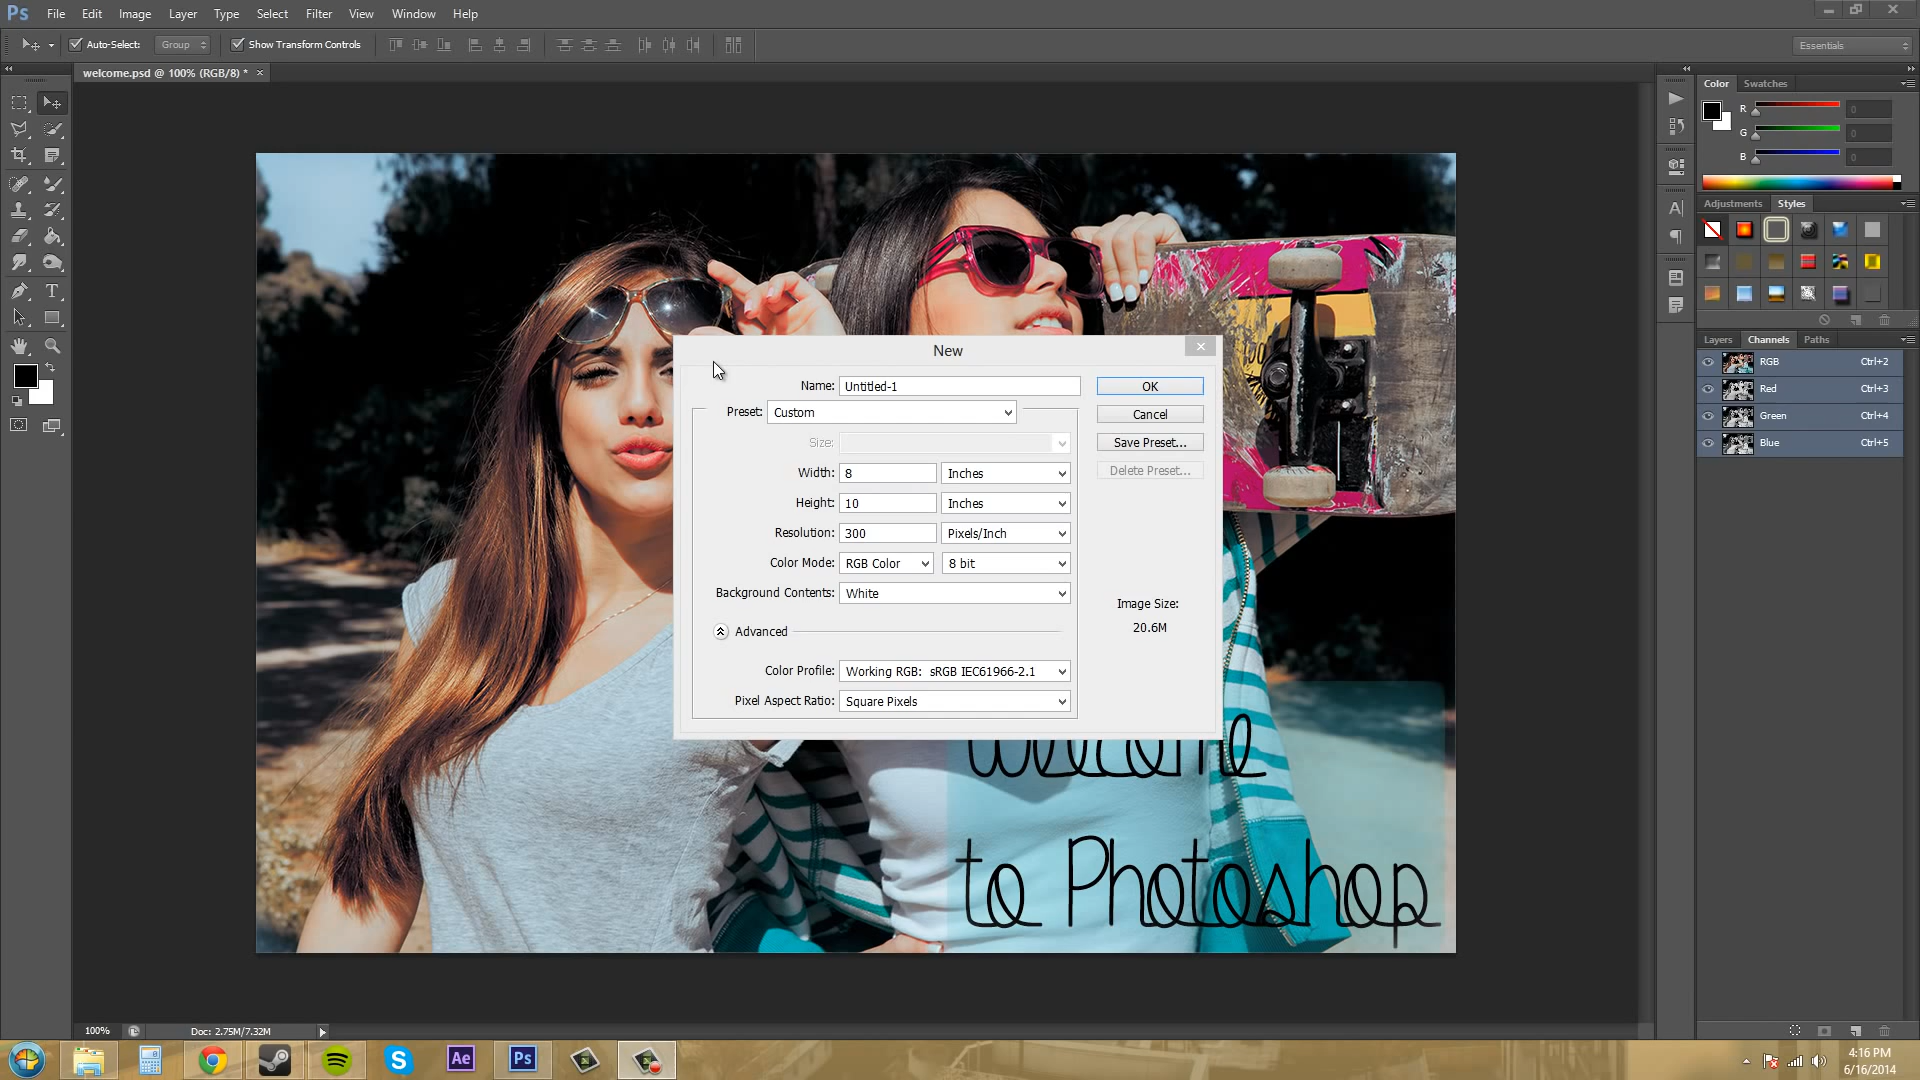 Ps File Edit Image Layer Type Select Filter View Window Help
Auto-Select: Group Show Transform Controls Essentials
welcome.psd @ 100% (RGB/8) * ×
Color Swatches
R 0
G 0
B 0
Adjustments Styles
Layers Channels Paths
RGB Ctrl+2
Red Ctrl+3
Green Ctrl+4
Blue Ctrl+5
New
Name: Untitled-1 OK
Preset: Custom Cancel
Size: Save Preset...
Width: 8 Inches Delete Preset...
Height: 10 Inches
Resolution: 300 Pixels/Inch
Color Mode: RGB Color 8 bit
Background Contents: White
Image Size:
20.6M
Advanced
Color Profile: Working RGB: sRGB IEC61966-2.1
Pixel Aspect Ratio: Square Pixels
Welcome
to Photoshop
100% Doc: 2.75M/7.32M
Ae Ps
4:16 PM
6/16/2014